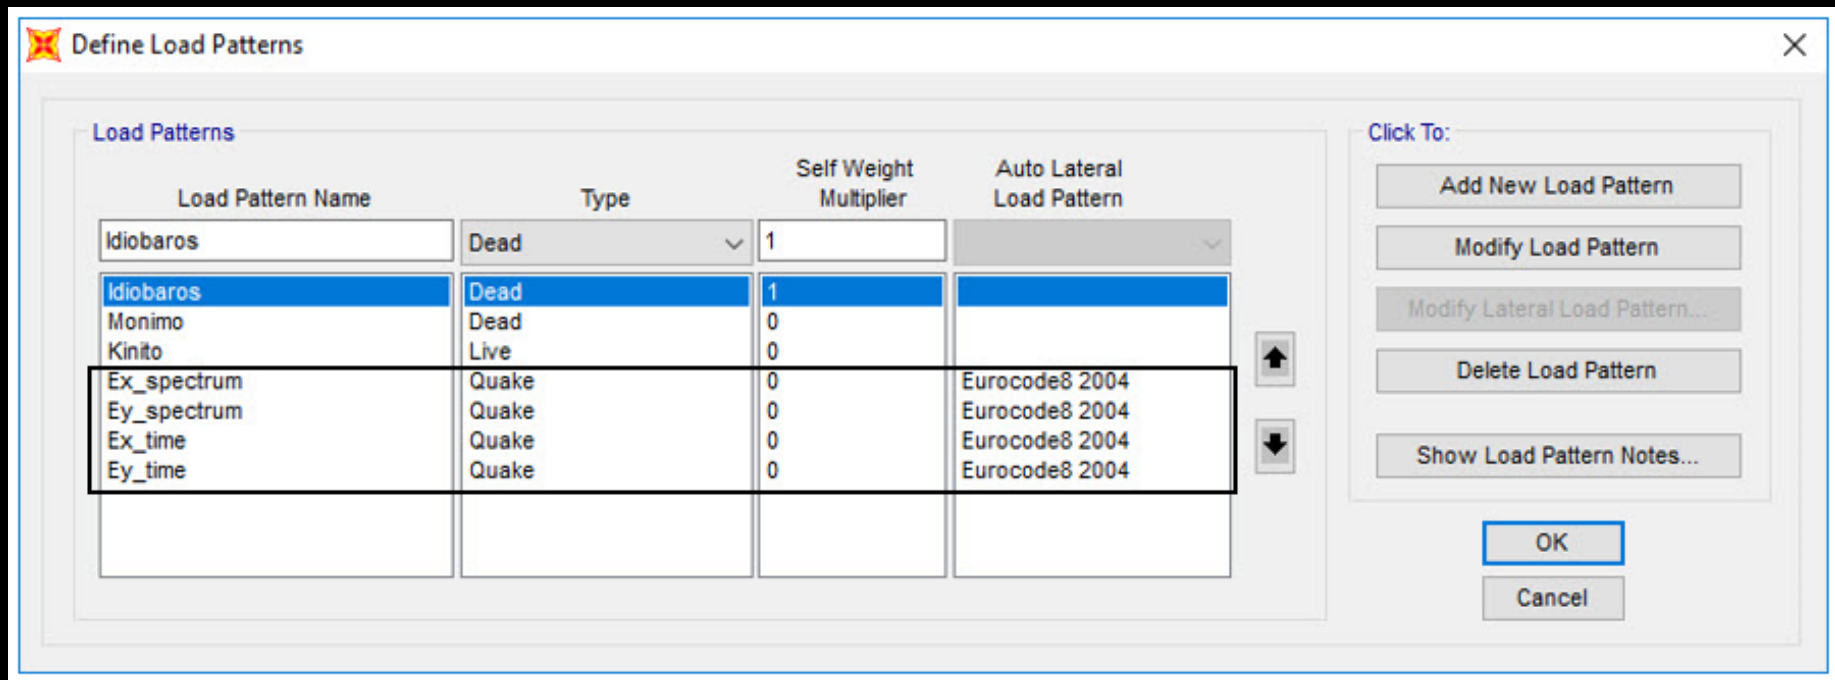 Define Load Patterns
Load Patterns
Click To:
Load Pattern Name Type Self Weight Multiplier Auto Lateral Load Pattern
Idiobaros Dead 1
Idiobaros Dead 1
Monimo Dead 0
Kinito Live 0
Ex_spectrum Quake 0 Eurocode8 2004
Ey_spectrum Quake 0 Eurocode8 2004
Ex_time Quake 0 Eurocode8 2004
Ey_time Quake 0 Eurocode8 2004
Add New Load Pattern
Modify Load Pattern
Modify Lateral Load Pattern...
Delete Load Pattern
Show Load Pattern Notes...
OK
Cancel